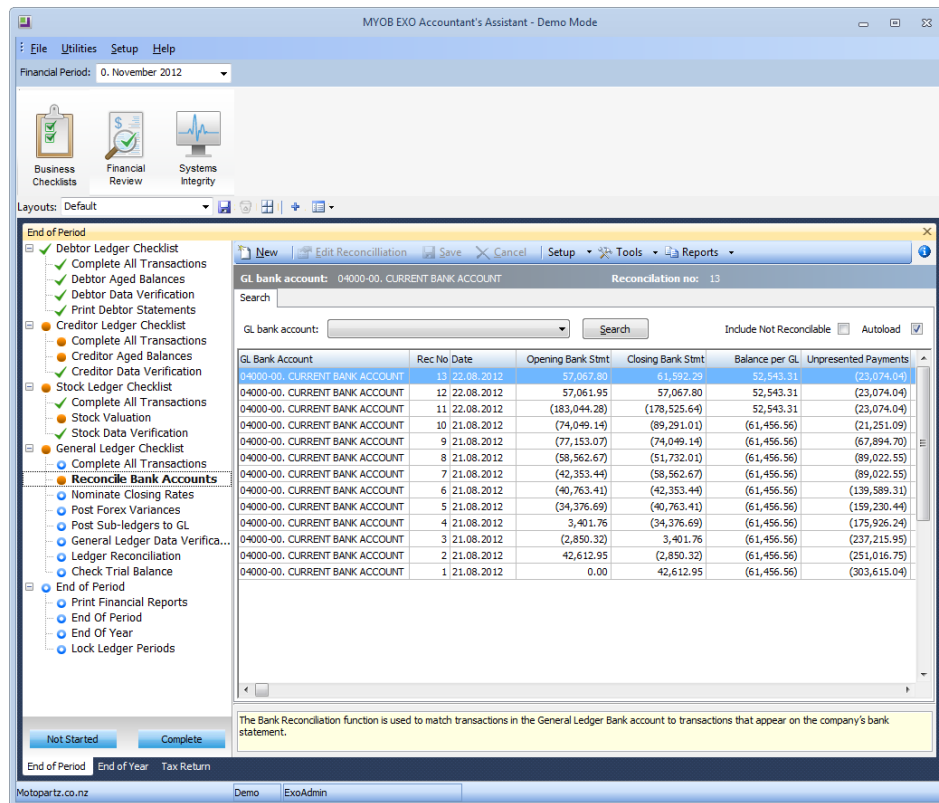 MYOB EXO Accountant's Assistant - Demo Mode
File Utilities Setup Help
Financial Period: 0. November 2012
Business Checklists
Financial Review
Systems Integrity
Layouts: Default
End of Period
Debtor Ledger Checklist
Complete All Transactions
Debtor Aged Balances
Debtor Data Verification
Print Debtor Statements
Creditor Ledger Checklist
Complete All Transactions
Creditor Aged Balances
Creditor Data Verification
Stock Ledger Checklist
Complete All Transactions
Stock Valuation
Stock Data Verification
General Ledger Checklist
Complete All Transactions
Reconcile Bank Accounts
Nominate Closing Rates
Post Forex Variances
Post Sub-ledgers to GL
General Ledger Data Verifica...
Ledger Reconciliation
Check Trial Balance
End of Period
Print Financial Reports
End Of Period
End Of Year
Lock Ledger Periods
Not Started Complete
End of Period End of Year Tax Return
New Edit Reconcilliation Save Cancel Setup Tools Reports
GL bank account: 04000-00. CURRENT BANK ACCOUNT Reconcilation no: 13
Search
GL bank account: Search Include Not Reconcilable Autoload
GL Bank Account Rec No Date Opening Bank Stmt Closing Bank Stmt Balance per GL Unpresented Payments
04000-00. CURRENT BANK ACCOUNT 13 22.08.2012 57,067.80 61,592.29 52,543.31 (23,074.04)
04000-00. CURRENT BANK ACCOUNT 12 22.08.2012 57,061.95 57,067.80 52,543.31 (23,074.04)
04000-00. CURRENT BANK ACCOUNT 11 22.08.2012 (183,044.28) (178,525.64) 52,543.31 (23,074.04)
04000-00. CURRENT BANK ACCOUNT 10 21.08.2012 (74,049.14) (89,291.01) (61,456.56) (21,251.09)
04000-00. CURRENT BANK ACCOUNT 9 21.08.2012 (77,153.07) (74,049.14) (61,456.56) (67,894.70)
04000-00. CURRENT BANK ACCOUNT 8 21.08.2012 (58,562.67) (51,732.01) (61,456.56) (89,022.55)
04000-00. CURRENT BANK ACCOUNT 7 21.08.2012 (42,353.44) (58,562.67) (61,456.56) (89,022.55)
04000-00. CURRENT BANK ACCOUNT 6 21.08.2012 (40,763.41) (42,353.44) (61,456.56) (139,589.31)
04000-00. CURRENT BANK ACCOUNT 5 21.08.2012 (34,376.69) (40,763.41) (61,456.56) (159,230.44)
04000-00. CURRENT BANK ACCOUNT 4 21.08.2012 3,401.76 (34,376.69) (61,456.56) (175,926.24)
04000-00. CURRENT BANK ACCOUNT 3 21.08.2012 (2,850.32) 3,401.76 (61,456.56) (237,215.95)
04000-00. CURRENT BANK ACCOUNT 2 21.08.2012 42,612.95 (2,850.32) (61,456.56) (251,016.75)
04000-00. CURRENT BANK ACCOUNT 1 21.08.2012 0.00 42,612.95 (61,456.56) (303,615.04)
The Bank Reconciliation function is used to match transactions in the General Ledger Bank account to transactions that appear on the company's bank
statement.
Motopartz.co.nz Demo ExoAdmin